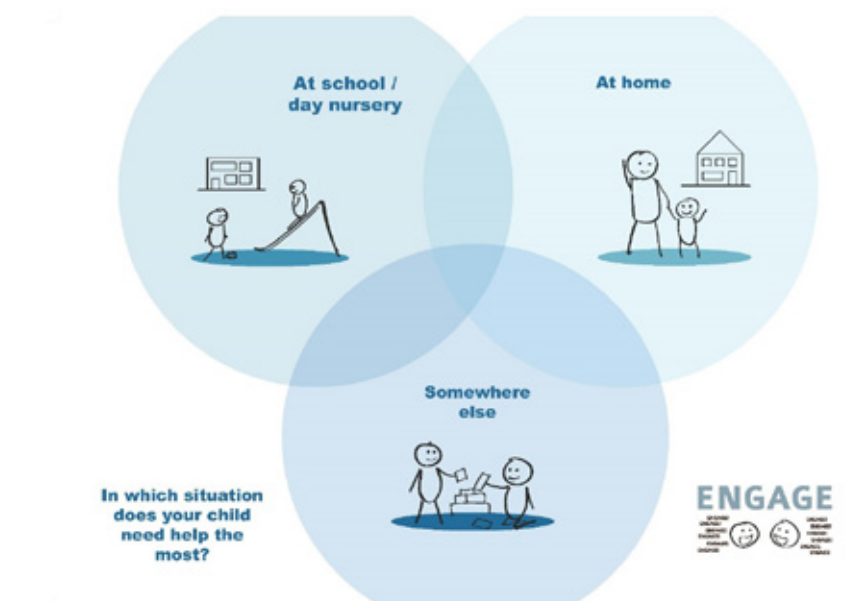 At school /
day nursery
At home
Somewhere
else
In which situation
does your child
need help the
most?
ENGAGE